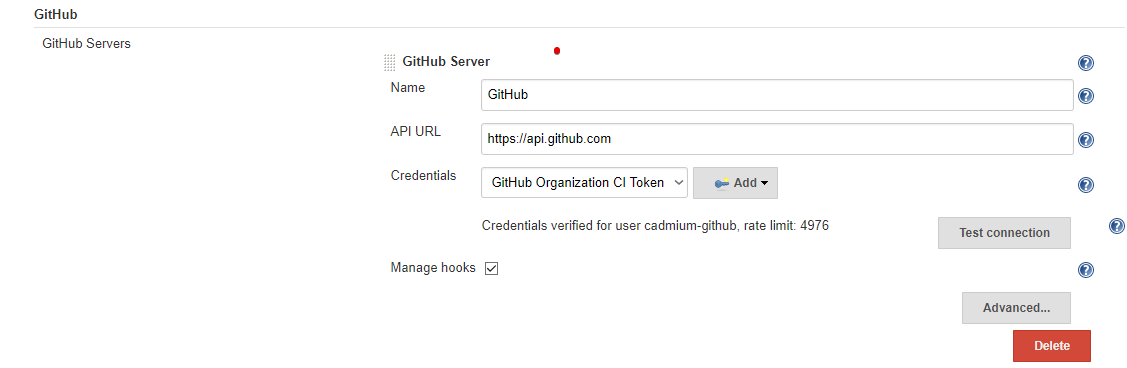 GitHub
GitHub Servers
GitHub Server
Name
GitHub
API URL
https://api.github.com
Credentials
GitHub Organization CI Token
Add
Credentials verified for user cadmium-github, rate limit: 4976
Test connection
Manage hooks
Advanced...
Delete